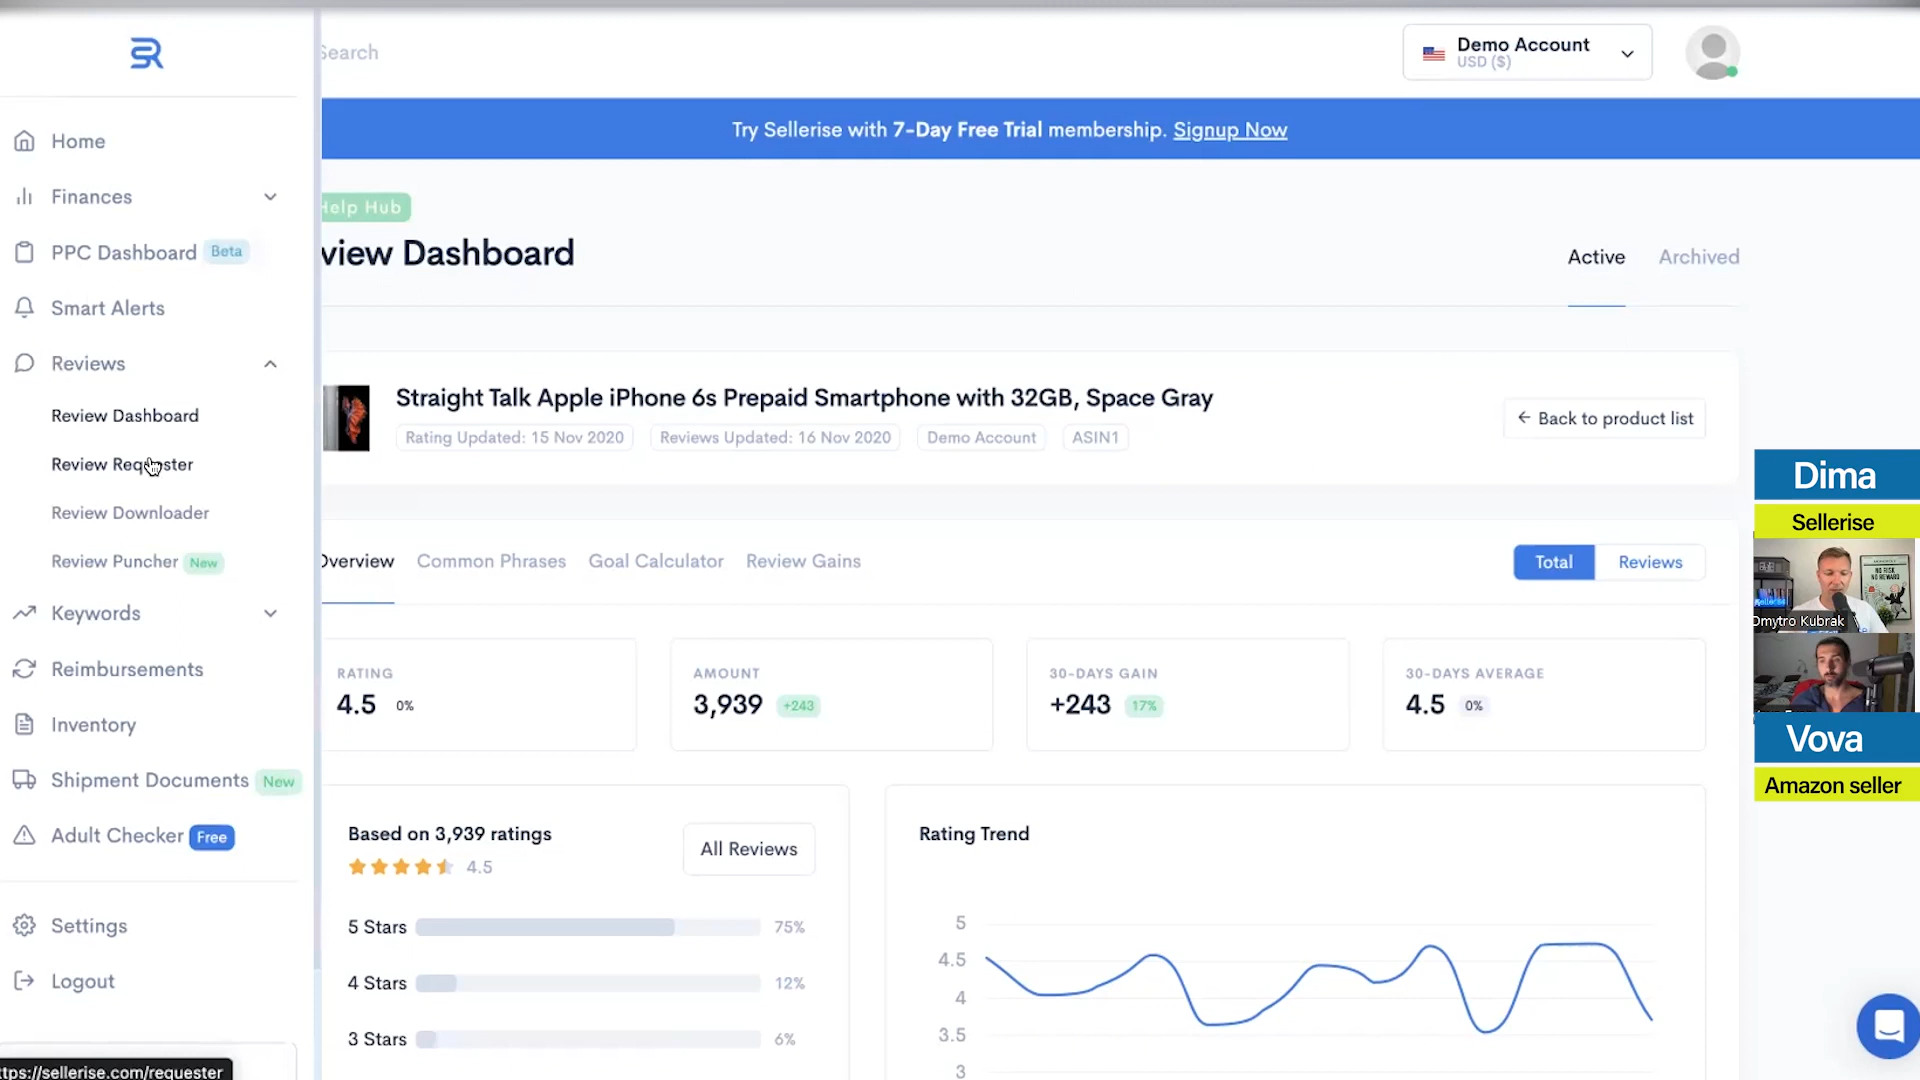 SR
Search
Demo Account
USD ($)
Try Sellerise with 7-Day Free Trial membership. Signup Now
Home
Finances
PPC Dashboard Beta
Smart Alerts
Reviews
Review Dashboard
Review Requester
Review Downloader
Review Puncher New
Keywords
Reimbursements
Inventory
Shipment Documents New
Adult Checker Free
Settings
Logout
ttps://sellerise.com/requester
Help Hub
view Dashboard
Active
Archived
Straight Talk Apple iPhone 6s Prepaid Smartphone with 32GB, Space Gray
Rating Updated: 15 Nov 2020
Reviews Updated: 16 Nov 2020
Demo Account
ASIN1
← Back to product list
Overview
Common Phrases
Goal Calculator
Review Gains
Total
Reviews
RATING
4.5 0%
AMOUNT
3,939 +243
30-DAYS GAIN
+243 17%
30-DAYS AVERAGE
4.5 0%
Based on 3,939 ratings
4.5
All Reviews
5 Stars 75%
4 Stars 12%
3 Stars 6%
Rating Trend
5
4.5
4
3.5
3
Dima
Sellerise
NO RISK
NO REWARD
Dmytro Kubrak
Vova
Amazon seller